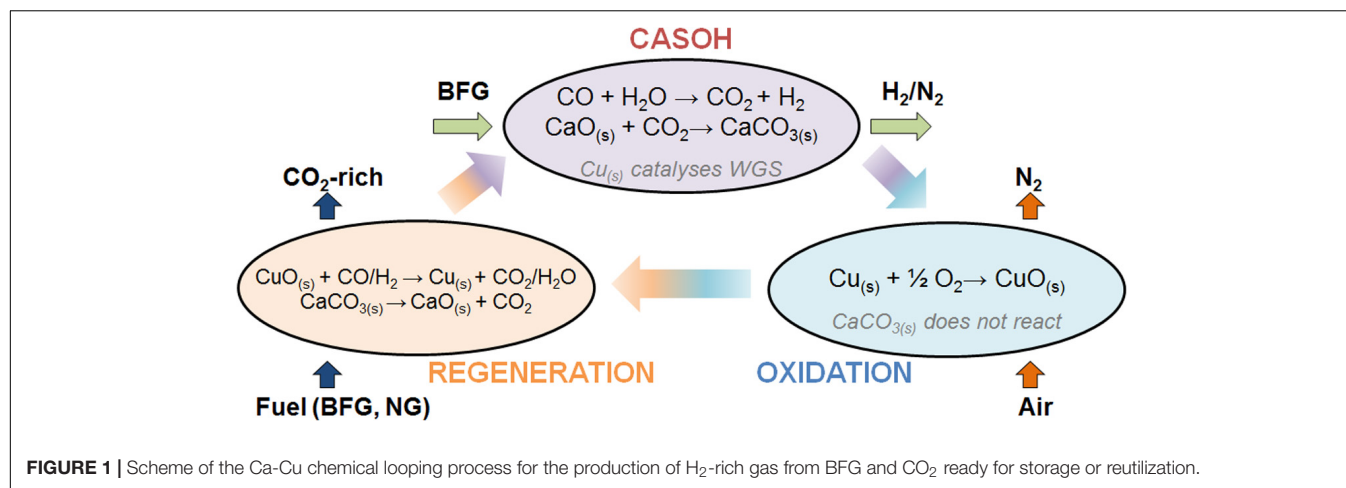 CASOH
BFG
CO + H₂O → CO₂ + H₂
CaO(s) + CO₂→ CaCO₃(s)
Cu(s) catalyses WGS
H₂/N₂
CO₂-rich
N₂
CuO(s) + CO/H₂ → Cu(s) + CO₂/H₂O
CaCO₃(s) → CaO(s) + CO₂
Cu(s) + ½ O₂→ CuO(s)
CaCO₃(s) does not react
REGENERATION
OXIDATION
Fuel (BFG, NG)
Air
FIGURE 1 | Scheme of the Ca-Cu chemical looping process for the production of H₂-rich gas from BFG and CO₂ ready for storage or reutilization.